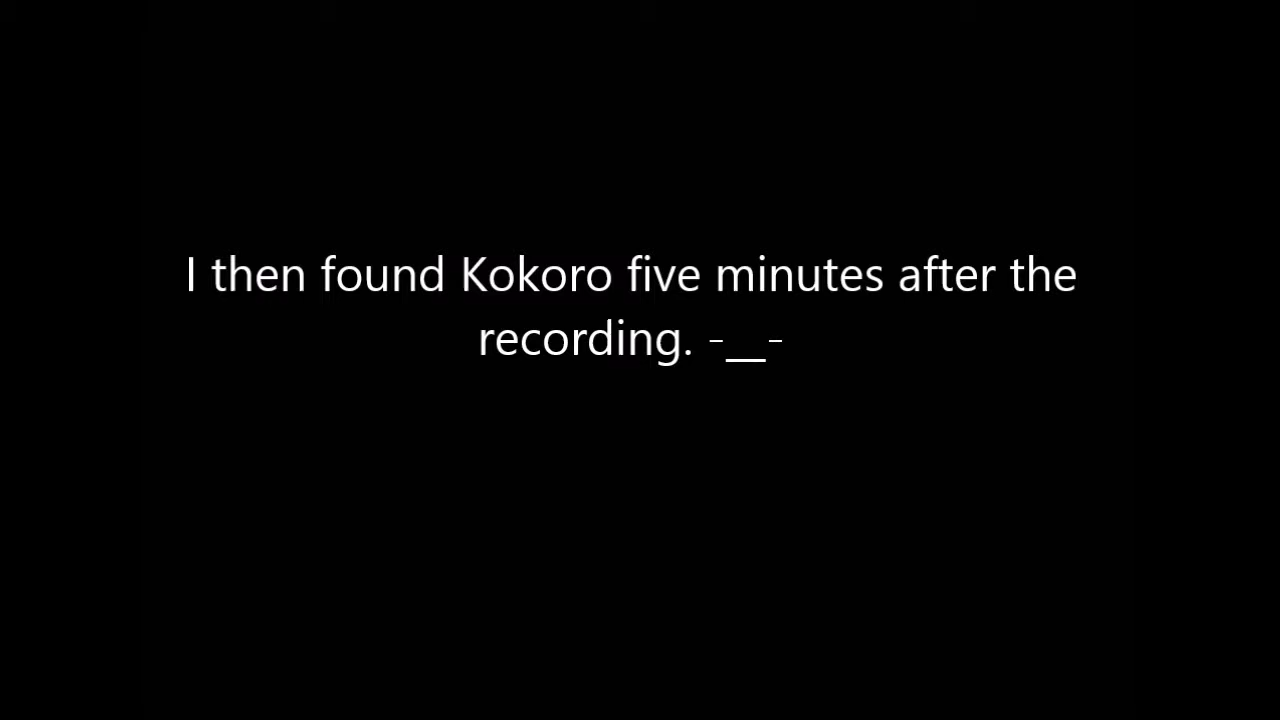 I then found Kokoro five minutes after the
recording. -__-